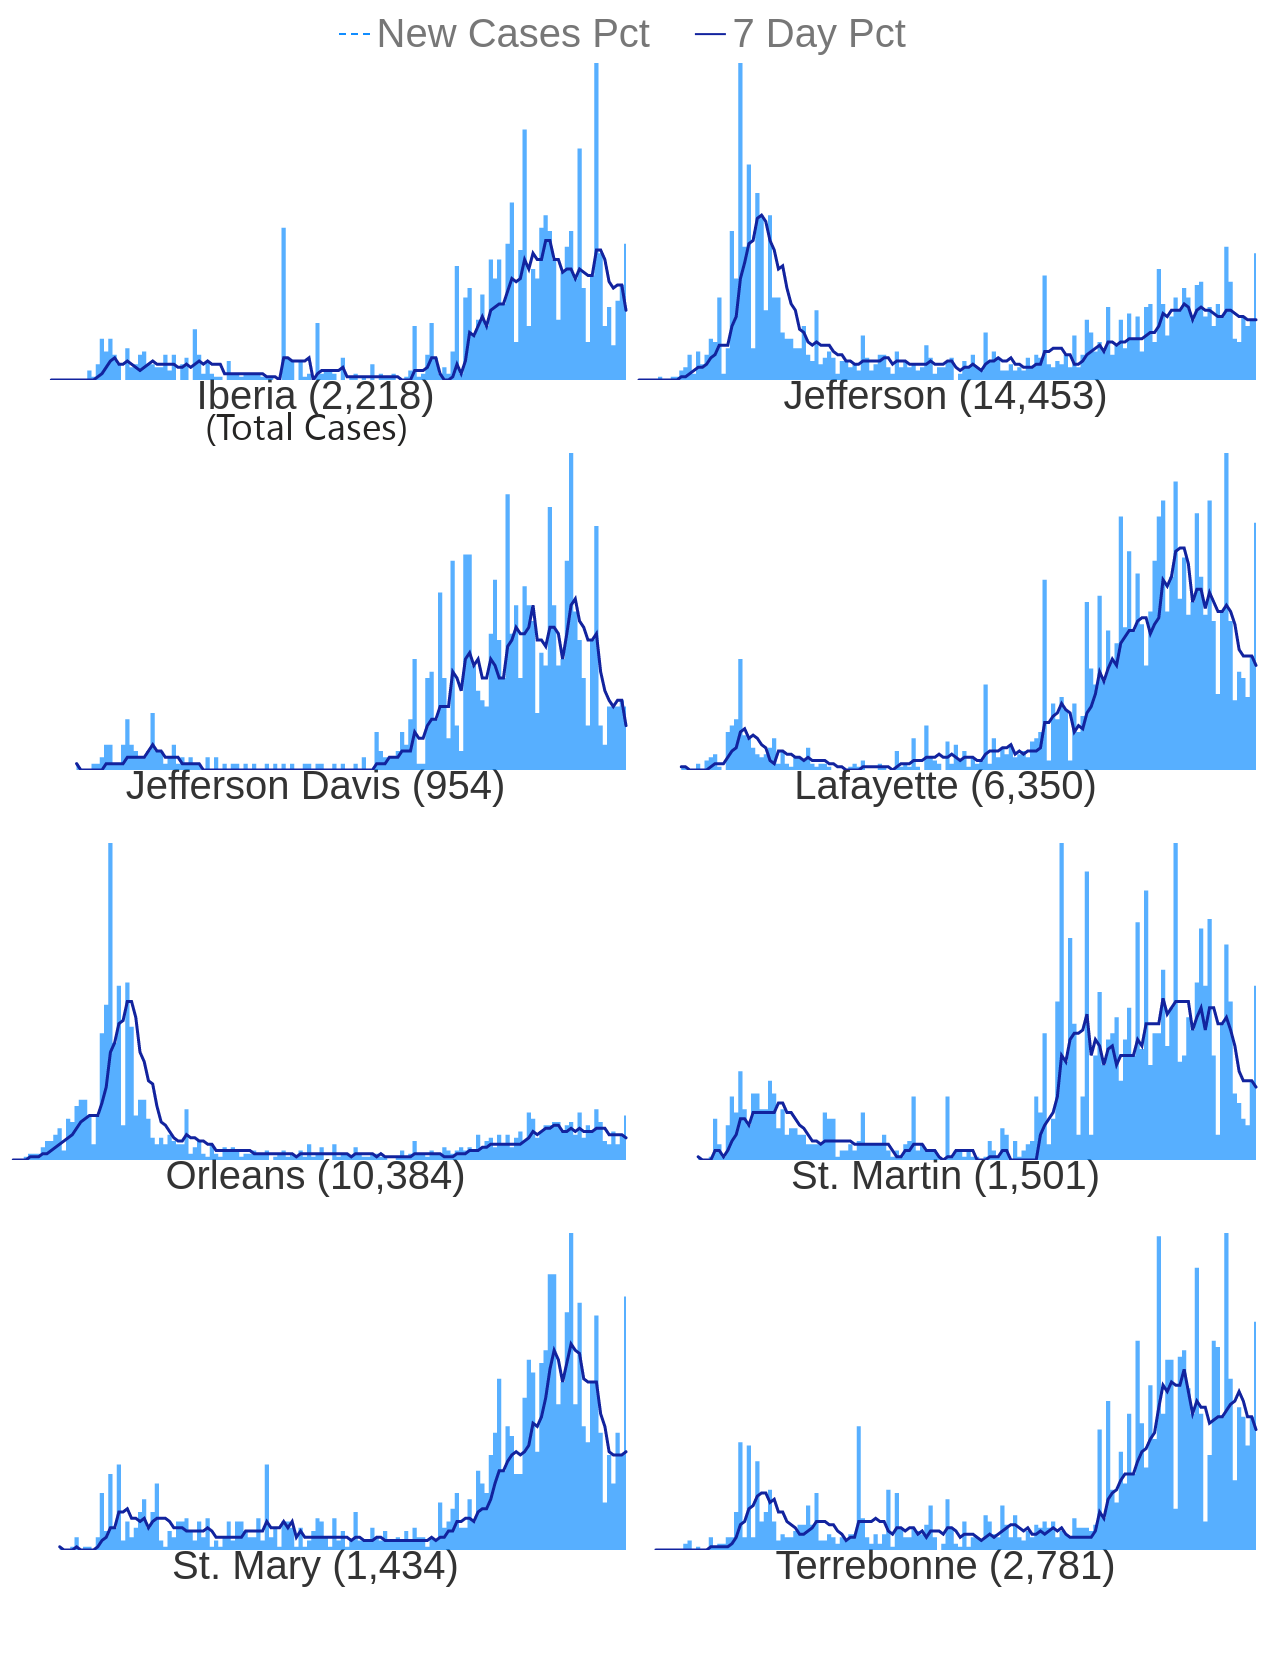 New Cases Pct 7 Day Pct
Iberia (2,218) Jefferson (14,453)
(Total Cases)
Jefferson Davis (954) Lafayette (6,350)
Orleans (10,384) St. Martin (1,501)
St. Mary (1,434) Terrebonne (2,781)